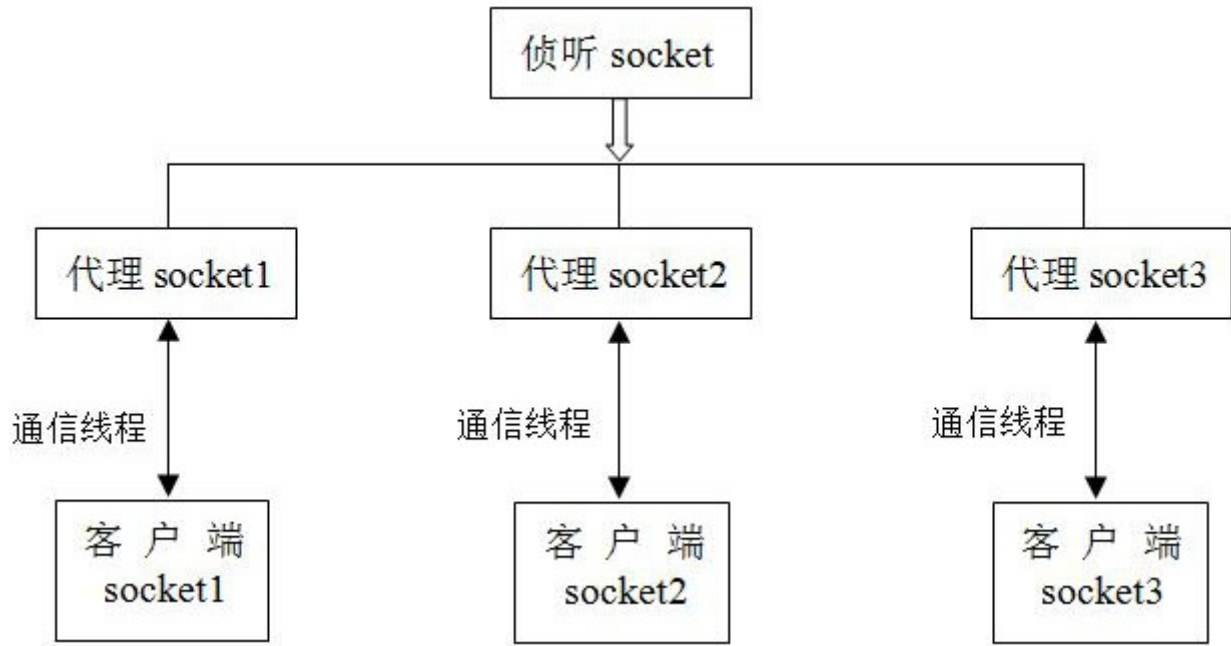 侦听 socket
代理 socket1
代理 socket2
代理 socket3
通信线程
通信线程
通信线程
客 户 端
socket1
客 户 端
socket2
客 户 端
socket3